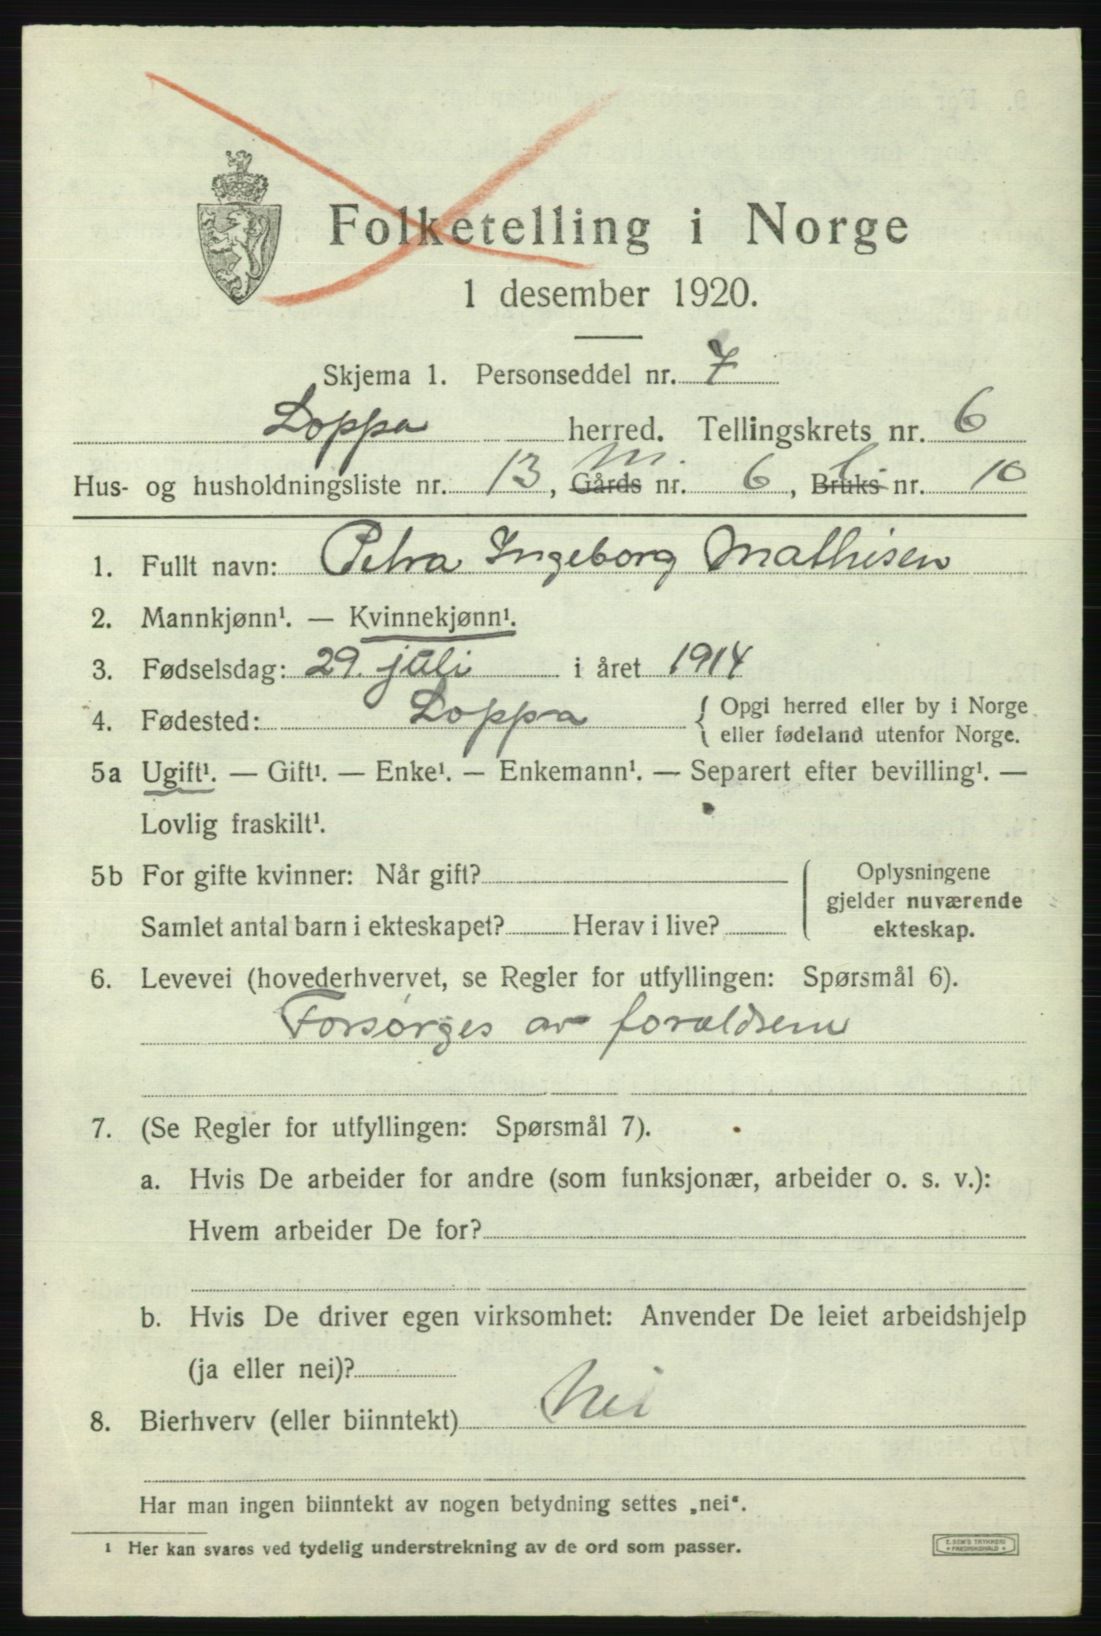 Folketelling i Norge
1 desember 1920.
Skjema 1. Personseddel nr. 7
Loppa herred. Tellingskrets nr. 6
Hus- og husholdningsliste nr. 13, Gårds m. nr. 6, Bruks b. nr. 10
1. Fullt navn: Petra Ingeborg Mathisen
2. Mannkjønn¹. — Kvinnekjønn¹.
3. Fødselsdag: 29. juli i året 1914
4. Fødested: Loppa { Opgi herred eller by i Norge
eller fødeland utenfor Norge.
5a Ugift¹. — Gift¹. — Enke¹. — Enkemann¹. — Separert efter bevilling¹. —
Lovlig fraskilt¹.
5b For gifte kvinner: Når gift?
Samlet antal barn i ekteskapet? Herav i live?
Oplysningene
gjelder nuværende
ekteskap.
6. Levevei (hovederhvervet, se Regler for utfyllingen: Spørsmål 6).
Forsørges av foraldsern
7. (Se Regler for utfyllingen: Spørsmål 7).
a. Hvis De arbeider for andre (som funksjonær, arbeider o. s. v.):
Hvem arbeider De for?
b. Hvis De driver egen virksomhet: Anvender De leiet arbeidshjelp
(ja eller nei)?
8. Bierhverv (eller biinntekt) Nei
Har man ingen biinntekt av nogen betydning settes „nei“.
¹ Her kan svares ved tydelig understrekning av de ord som passer.
E. SEM'S TRYKKERI
FREDRIKSHALD